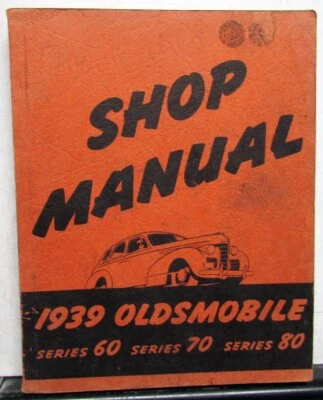 SHOP
MANUAL
1939 OLDSMOBILE
SERIES 60 SERIES 70 SERIES 80